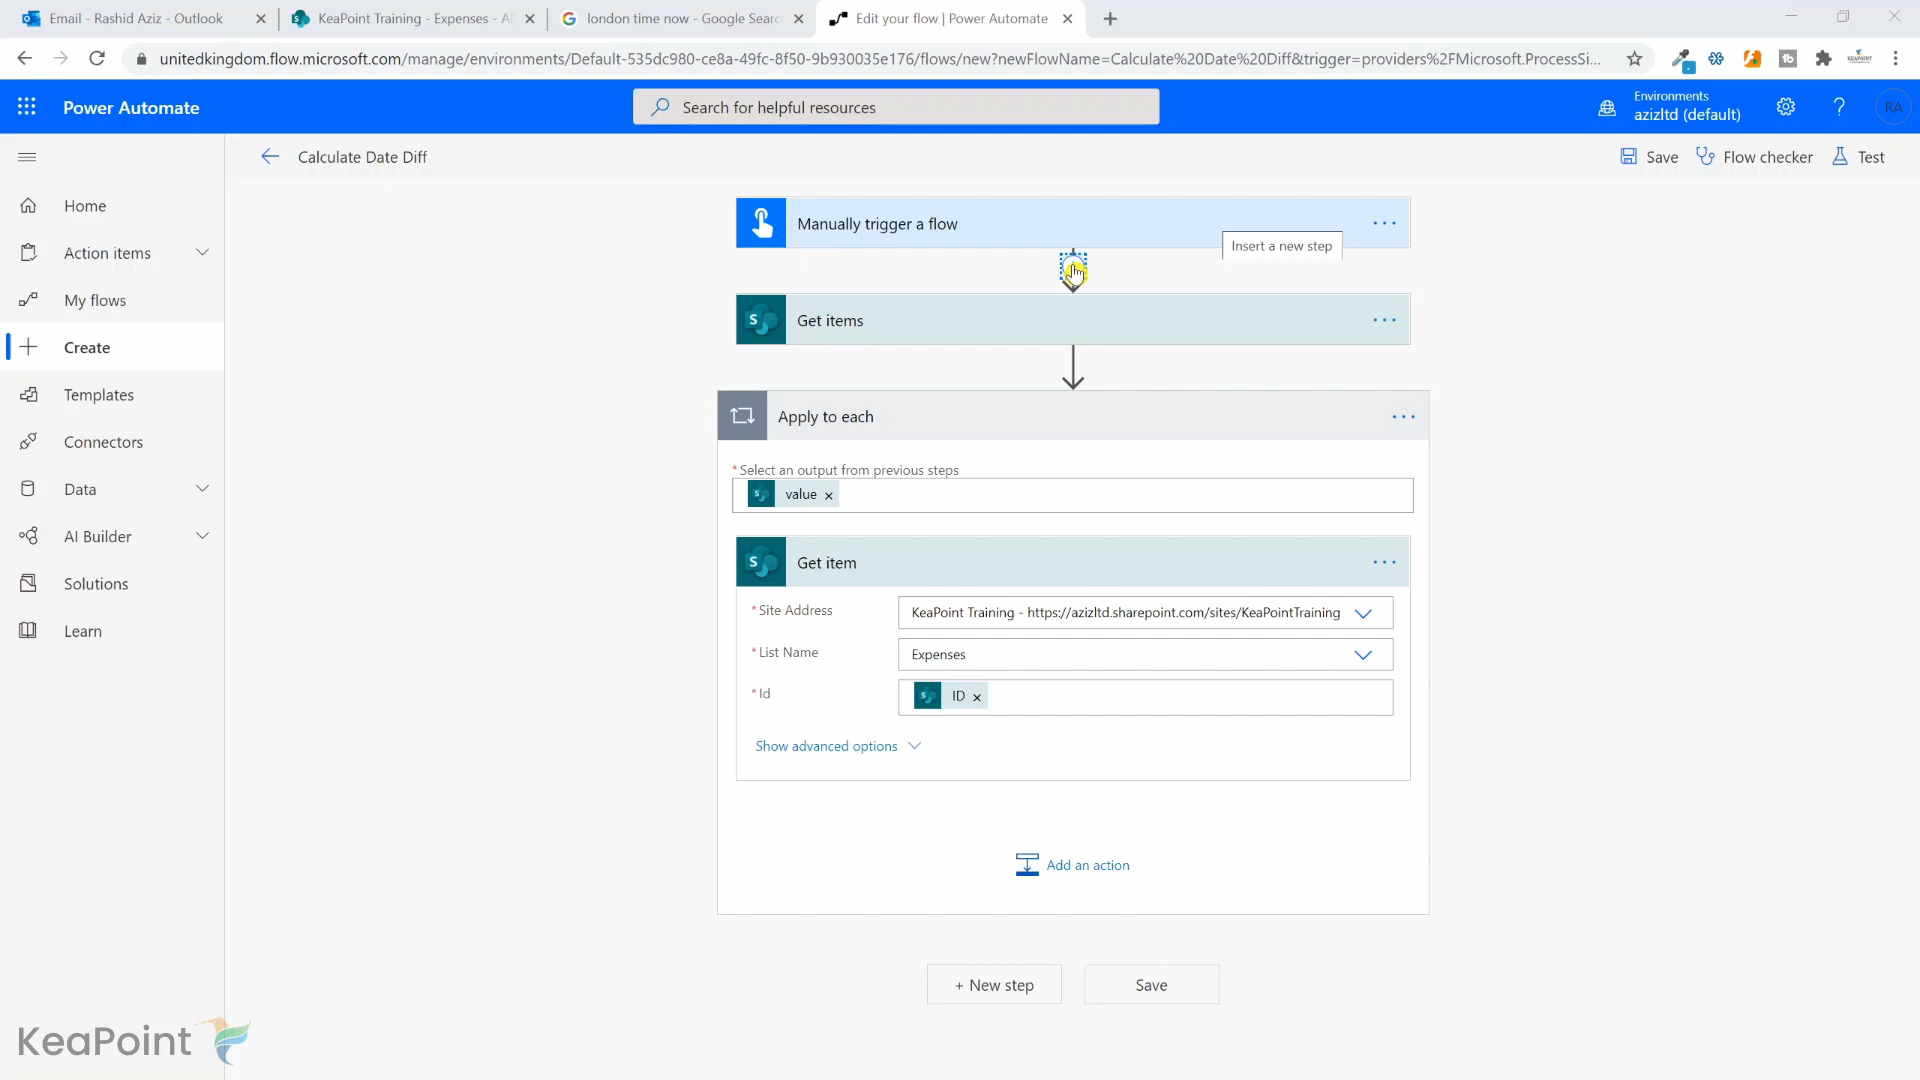 Email - Rashid Aziz - Outlook
KeaPoint Training - Expenses - Al
london time now - Google Searc
Edit your flow | Power Automate
unitedkingdom.flow.microsoft.com/manage/environments/Default-535dc980-ce8a-49fc-8f50-9b930035e176/flows/new?newFlowName=Calculate%20Date%20Diff&trigger=providers%2FMicrosoft.ProcessSi...
Power Automate
Search for helpful resources
Environments
azizltd (default)
RA
Calculate Date Diff
Save
Flow checker
Test
Home
Action items
My flows
Create
Templates
Connectors
Data
AI Builder
Solutions
Learn
Manually trigger a flow
Insert a new step
Get items
Apply to each
*Select an output from previous steps
value
Get item
*Site Address
KeaPoint Training - https://azizltd.sharepoint.com/sites/KeaPointTraining
*List Name
Expenses
*Id
ID
Show advanced options
Add an action
+ New step
Save
KeaPoint